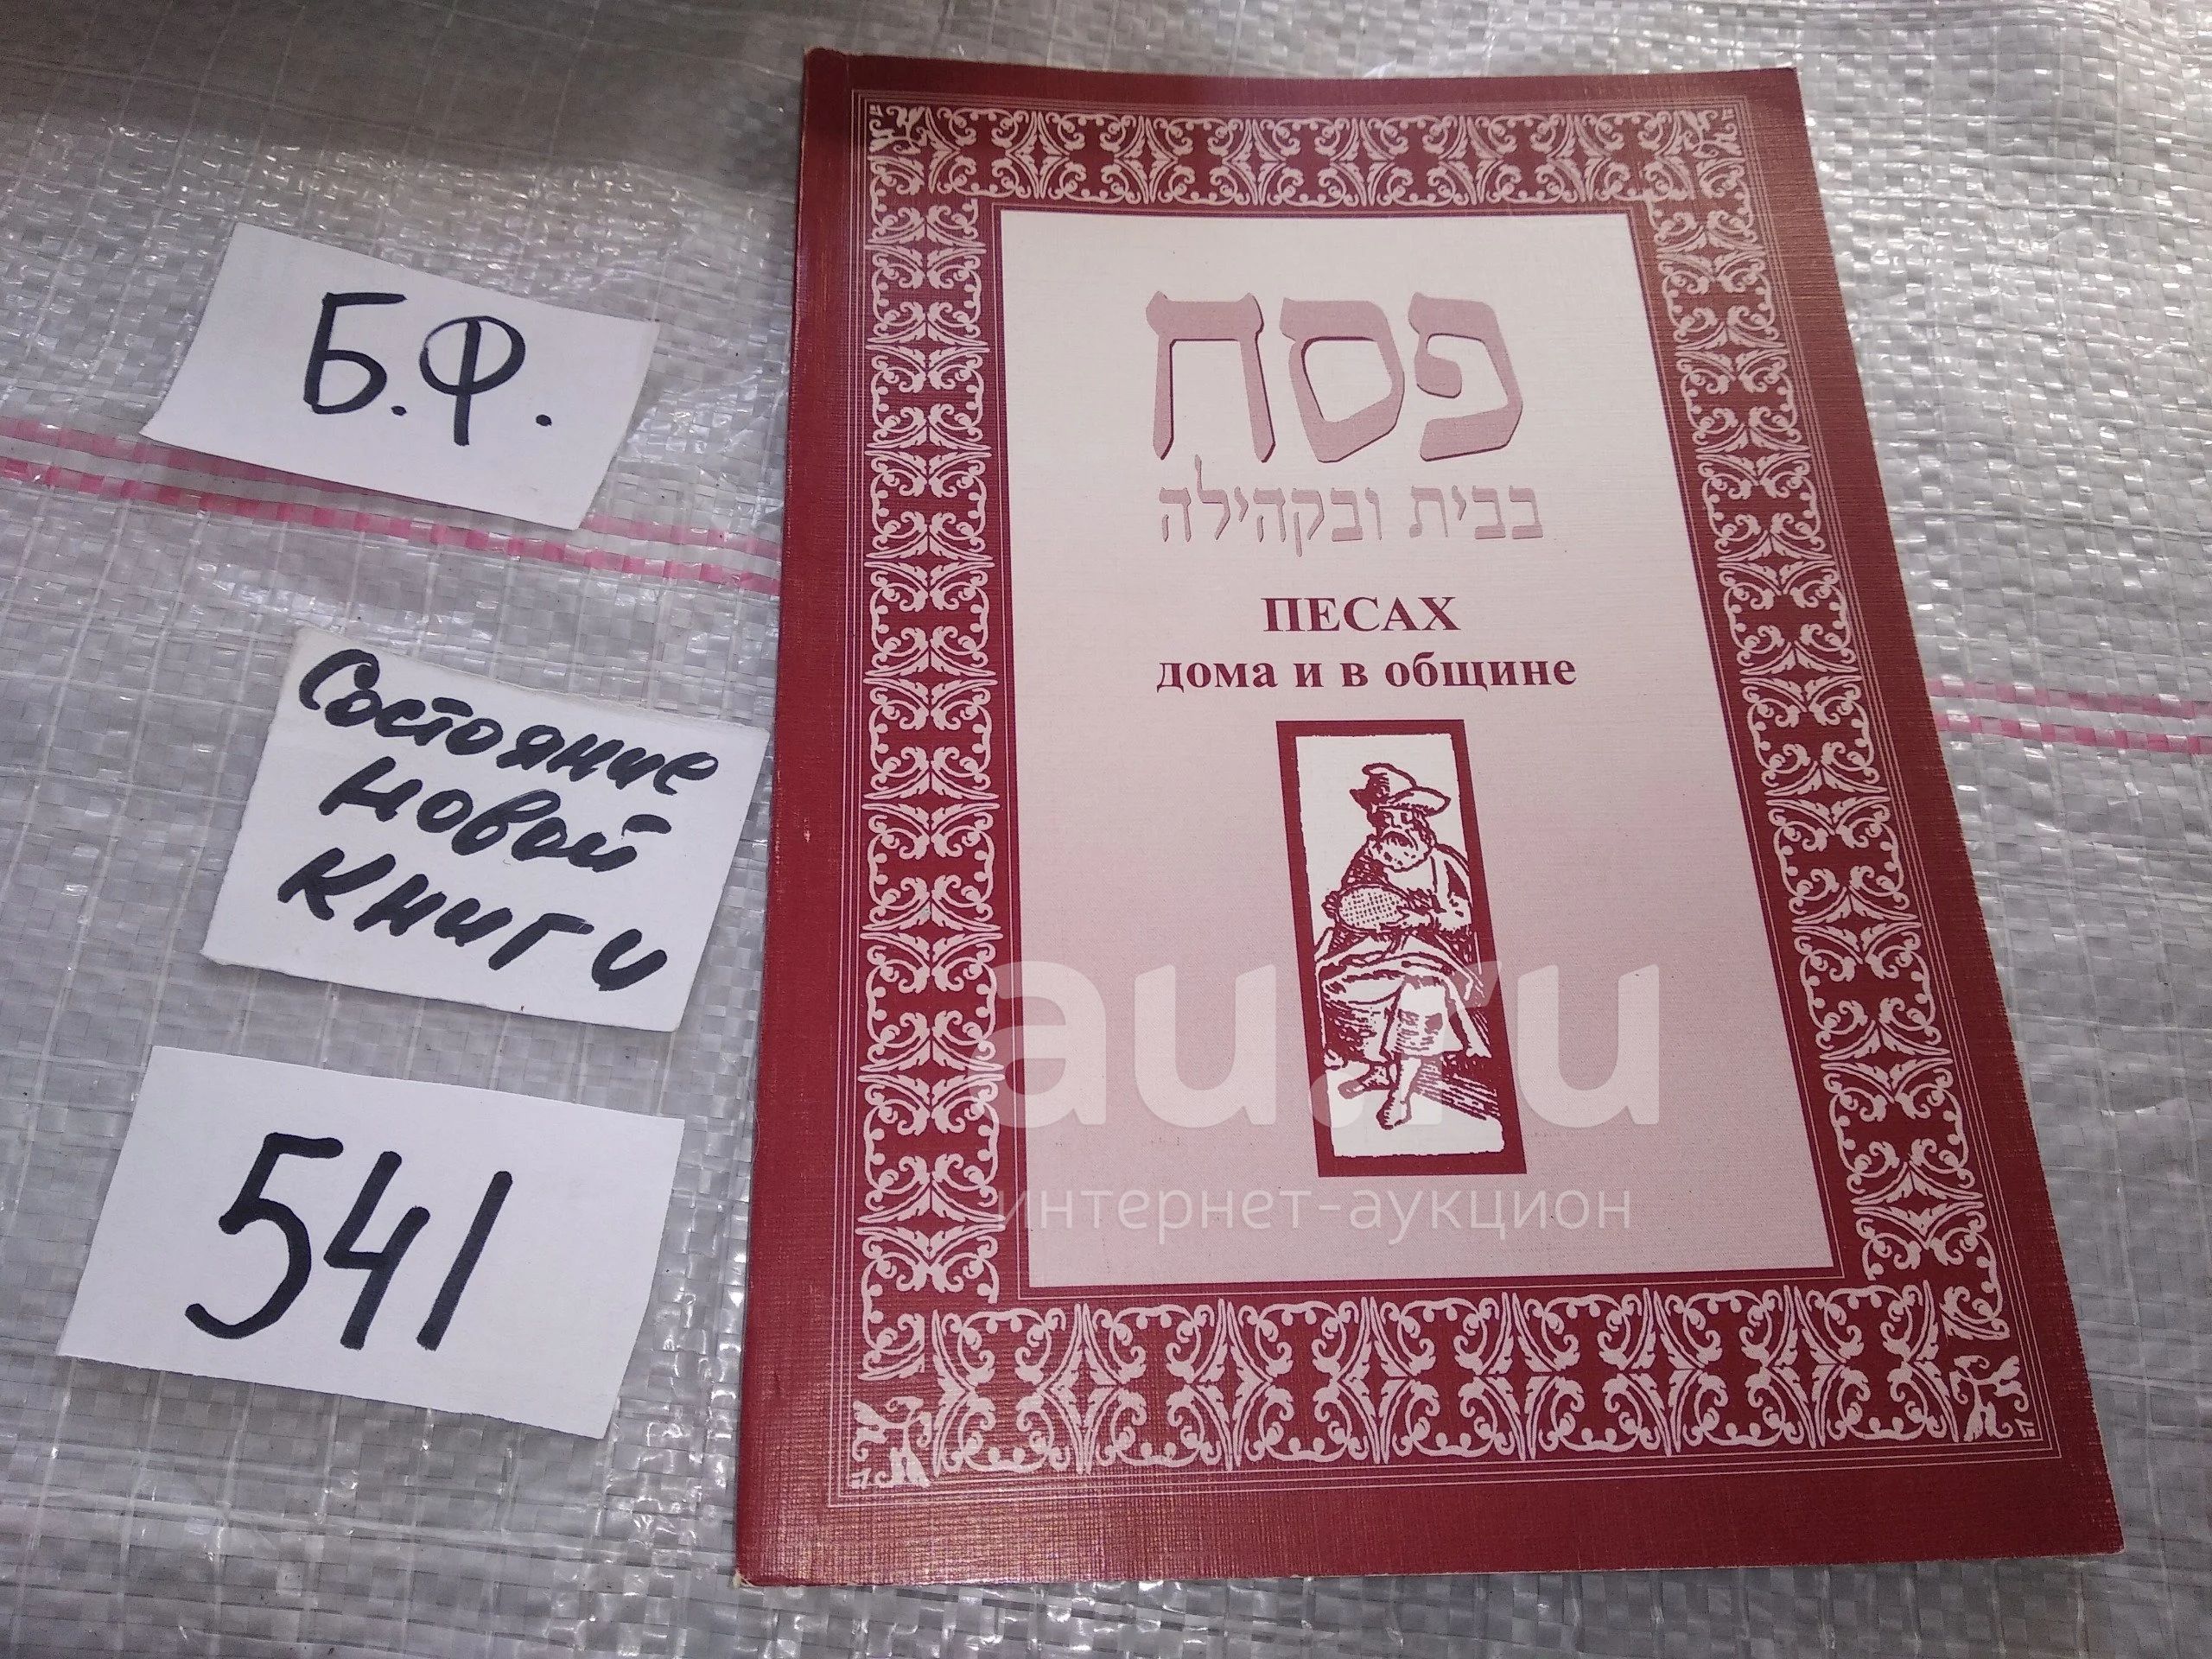 Б.Ф.
Состояние
новой
книги
541
פסח
בבית ובקהילה
ПЕСАХ
дома и в общине
au.ru
интернет-аукцион